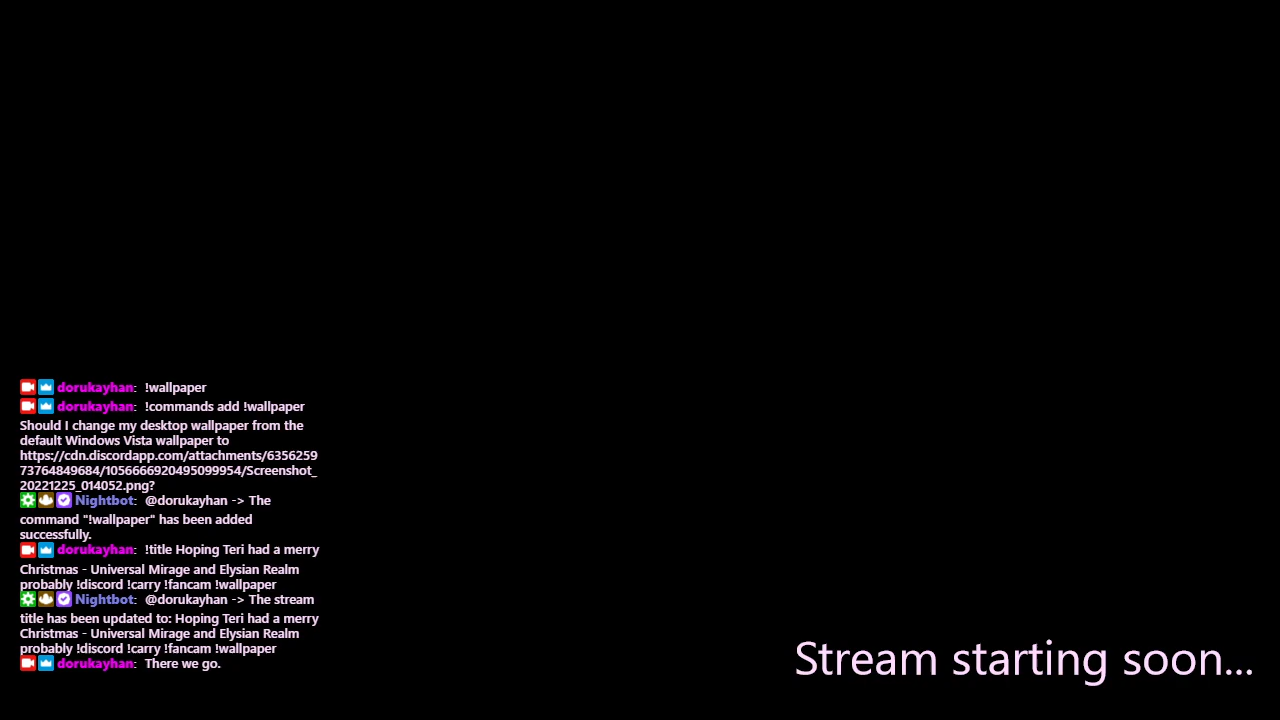 dorukayhan: !wallpaper
dorukayhan: !commands add !wallpaper
Should I change my desktop wallpaper from the
default Windows Vista wallpaper to
https://cdn.discordapp.com/attachments/6356259
73764849684/1056666920495099954/Screenshot_
20221225_014052.png?
Nightbot: @dorukayhan -> The
command "!wallpaper" has been added
successfully.
dorukayhan: !title Hoping Teri had a merry
Christmas - Universal Mirage and Elysian Realm
probably !discord !carry !fancam !wallpaper
Nightbot: @dorukayhan -> The stream
title has been updated to: Hoping Teri had a merry
Christmas - Universal Mirage and Elysian Realm
probably !discord !carry !fancam !wallpaper
dorukayhan: There we go.
Stream starting soon...